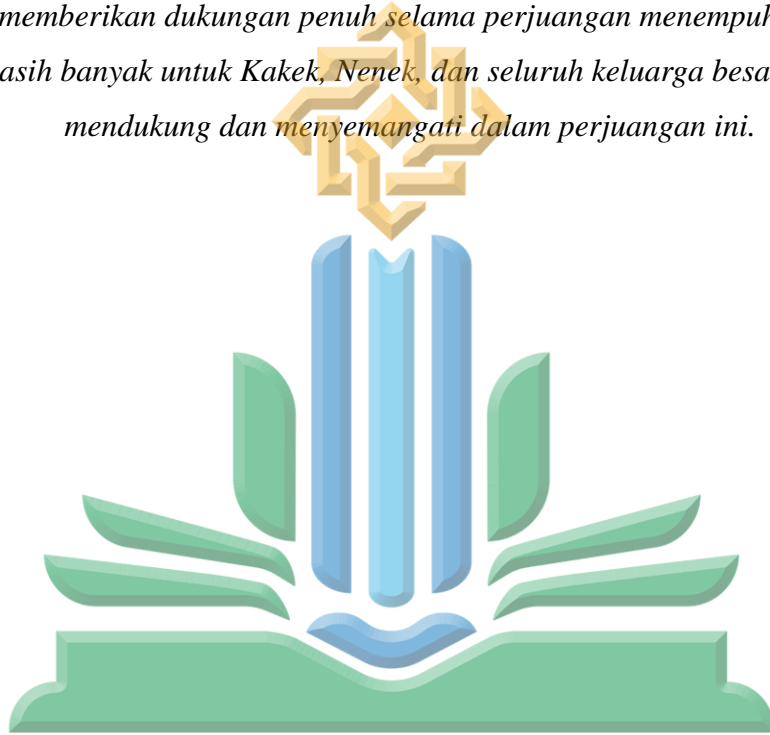 memberikan dukungan penuh selama perjuangan menempuh
asih banyak untuk Kakek, Nenek, dan seluruh keluarga besa
mendukung dan menyemangati dalam perjuangan ini.